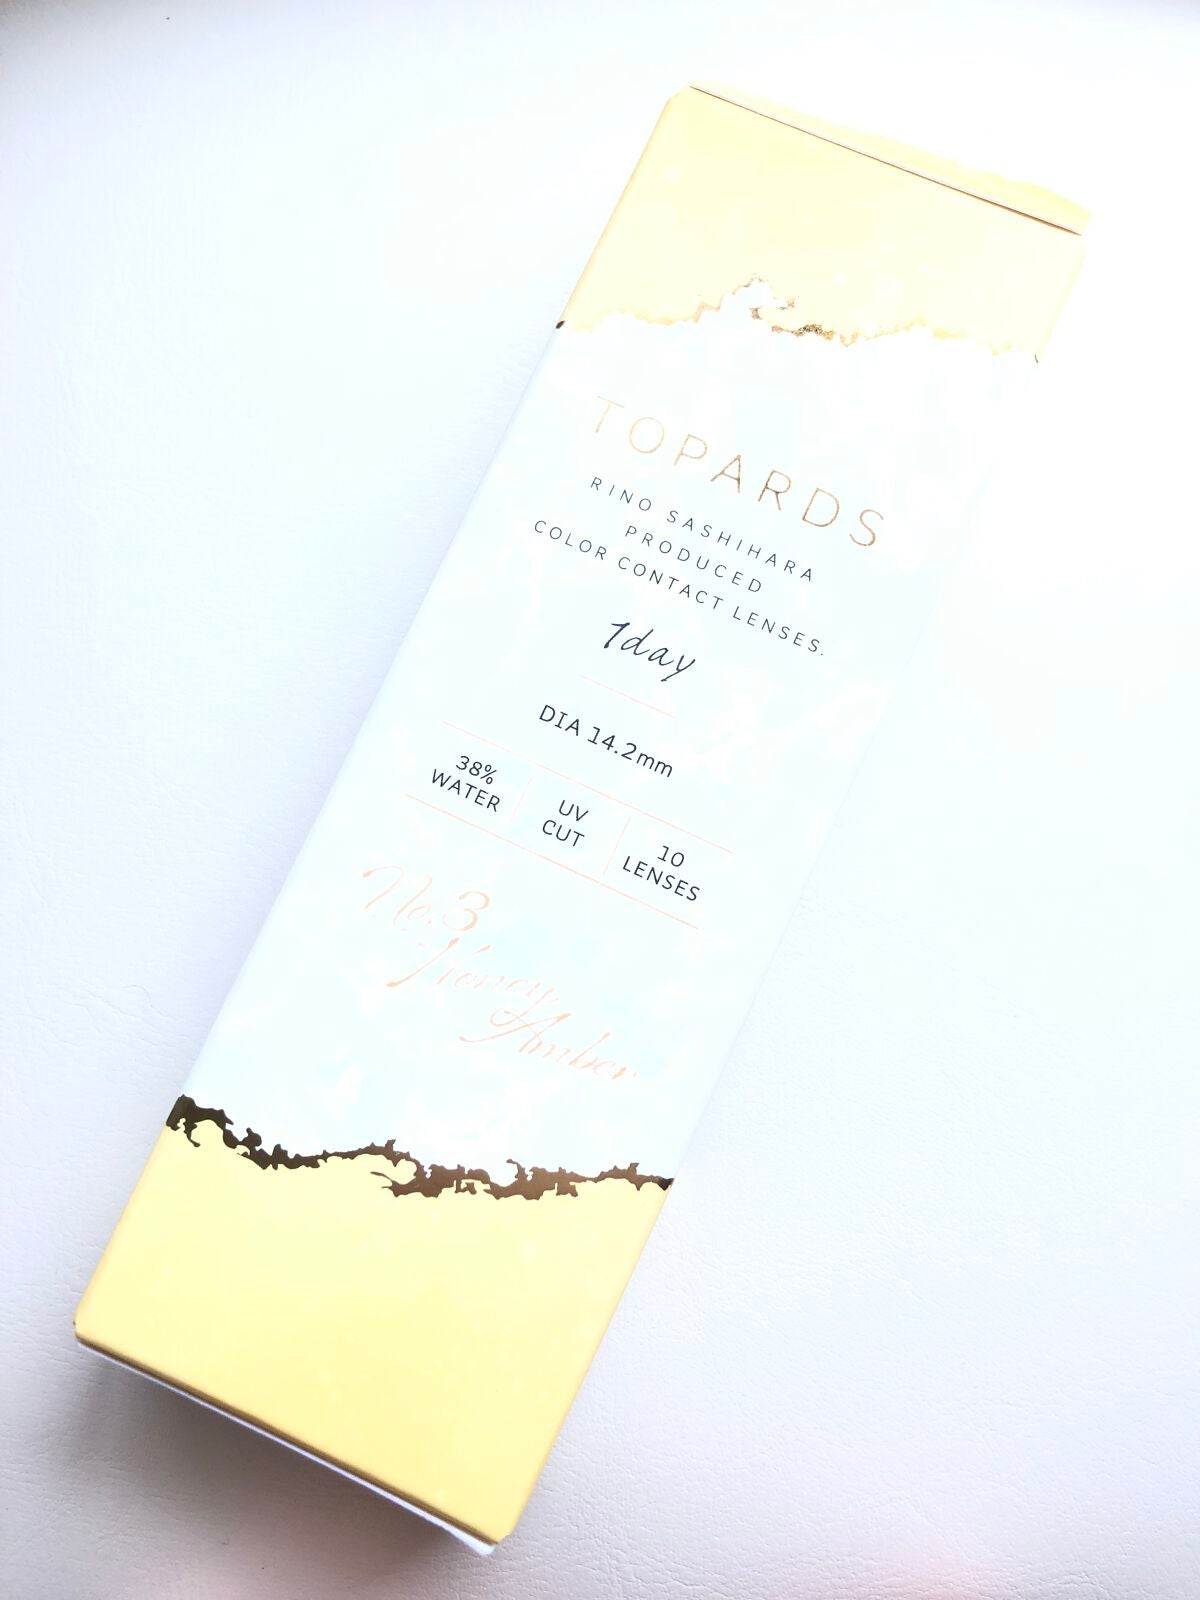 TOPARDS
RINO SASHIHARA
PRODUCED
COLOR CONTACT LENSES.
1day
DIA 14.2mm
38%
WATER
UV
CUT
10
LENSES
No.3
Honey
Amber